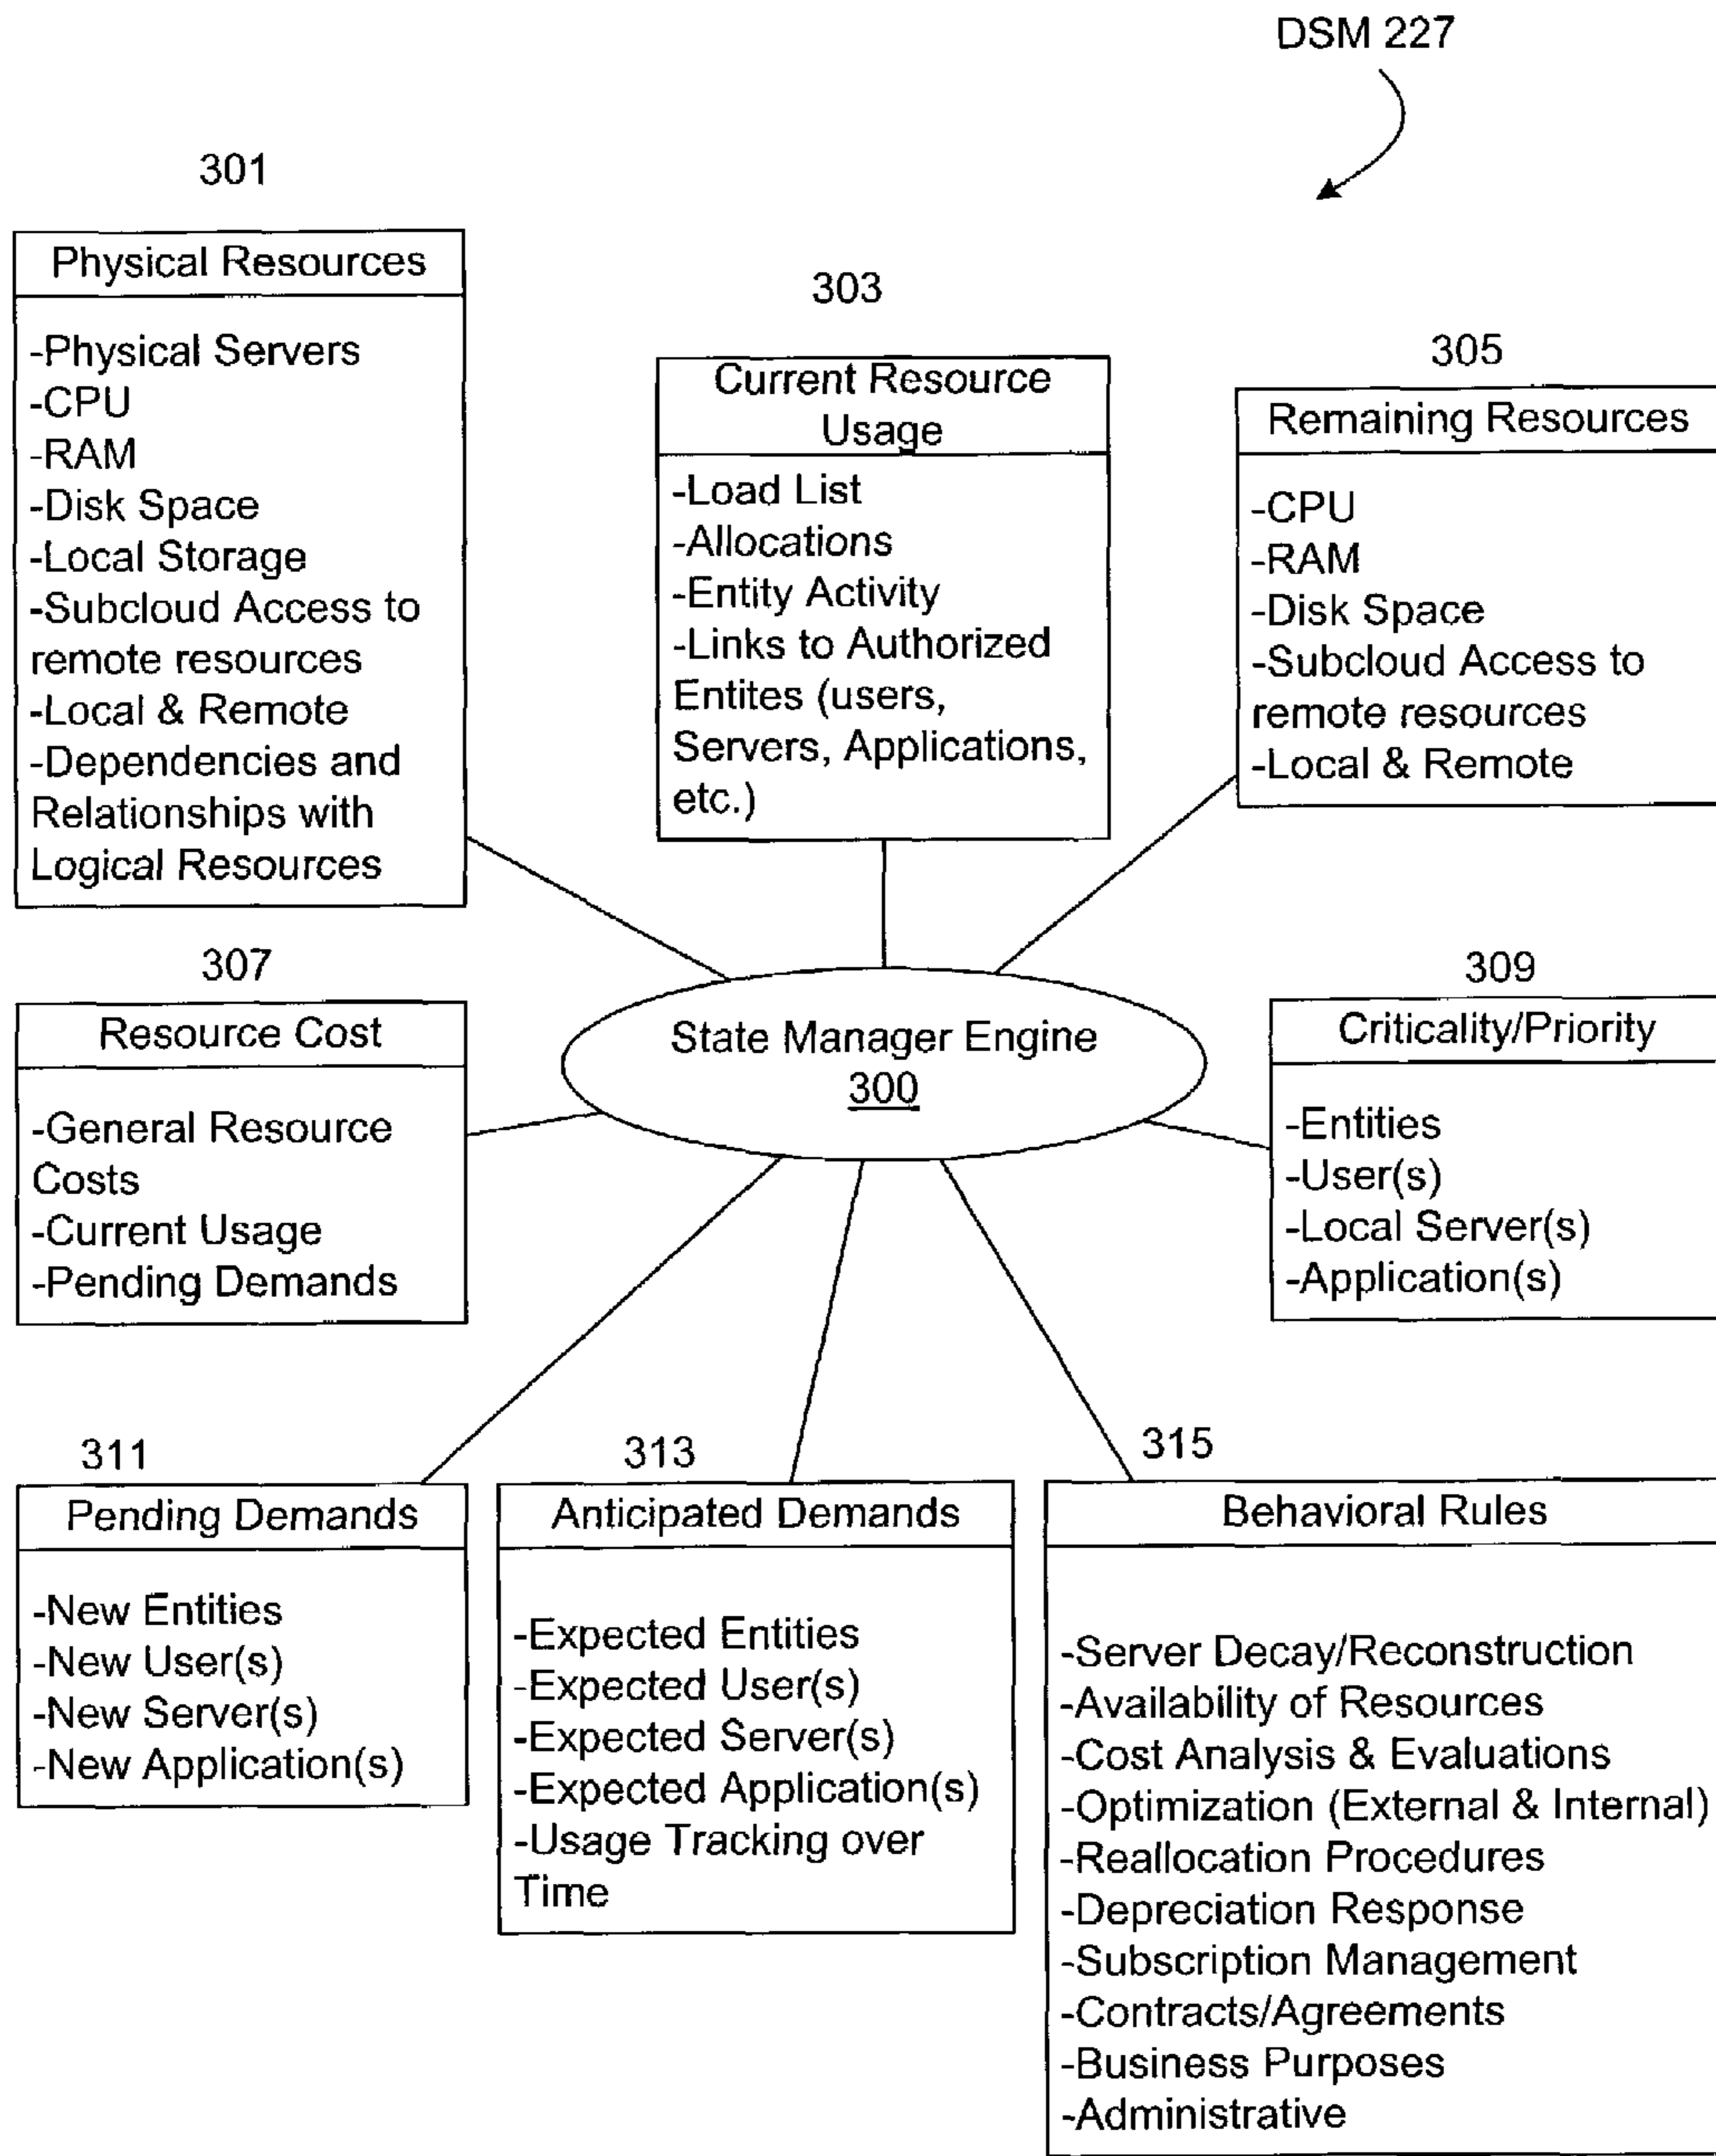 DSM 227
301
Physical Resources
-Physical Servers
-CPU
-RAM
-Disk Space
-Local Storage
-Subcloud Access to
remote resources
-Local & Remote
-Dependencies and
Relationships with
Logical Resources
303
Current Resource
Usage
-Load List
-Allocations
-Entity Activity
-Links to Authorized
Entites (users,
Servers, Applications,
etc.)
305
Remaining Resources
-CPU
-RAM
-Disk Space
-Subcloud Access to
remote resources
-Local & Remote
307
Resource Cost
-General Resource
Costs
-Current Usage
-Pending Demands
State Manager Engine
300
309
Criticality/Priority
-Entities
-User(s)
-Local Server(s)
-Application(s)
311
Pending Demands
-New Entities
-New User(s)
-New Server(s)
-New Application(s)
313
Anticipated Demands
-Expected Entities
-Expected User(s)
-Expected Server(s)
-Expected Application(s)
-Usage Tracking over
Time
315
Behavioral Rules
-Server Decay/Reconstruction
-Availability of Resources
-Cost Analysis & Evaluations
-Optimization (External & Internal)
-Reallocation Procedures
-Depreciation Response
-Subscription Management
-Contracts/Agreements
-Business Purposes
-Administrative